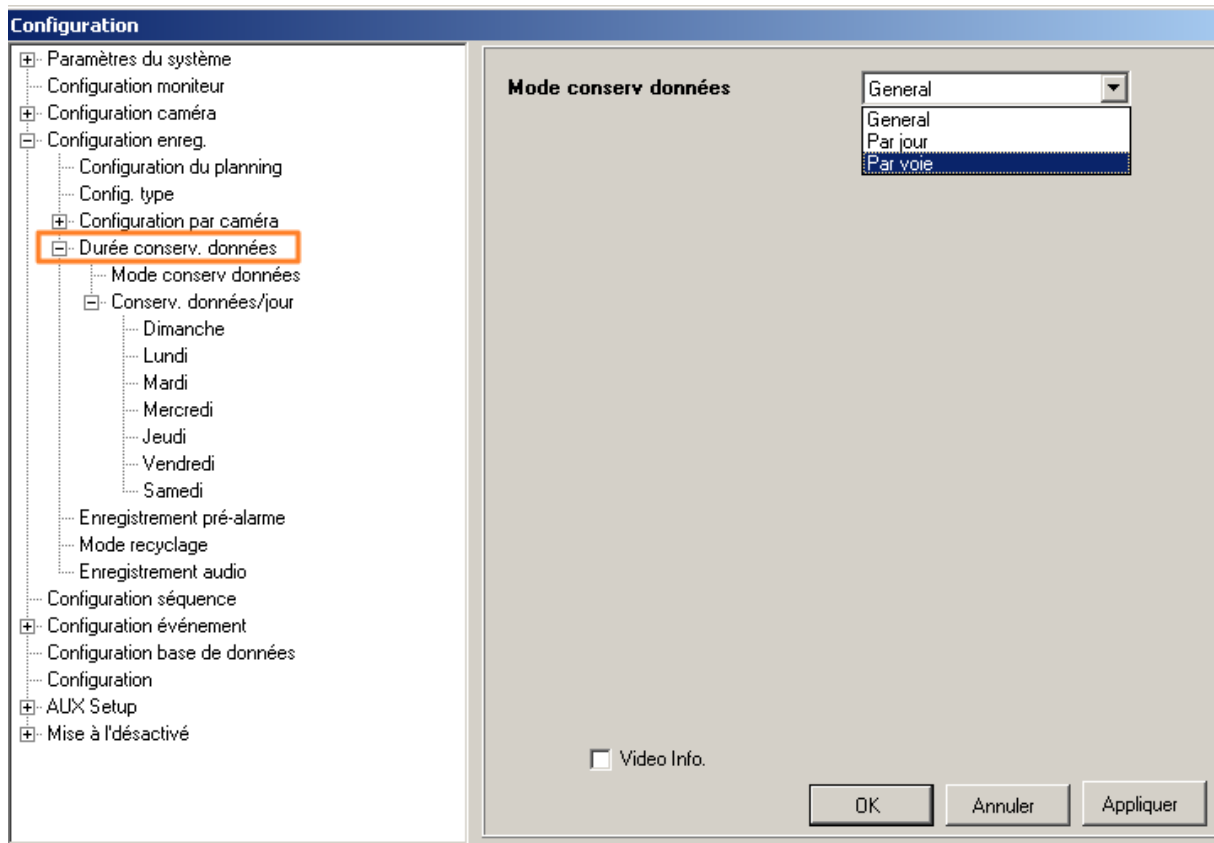 Configuration
Paramètres du système
Configuration moniteur
Configuration caméra
Configuration enreg.
Configuration du planning
Config. type
Configuration par caméra
Durée conserv. données
Mode conserv données
Conserv. données/jour
Dimanche
Lundi
Mardi
Mercredi
Jeudi
Vendredi
Samedi
Enregistrement pré-alarme
Mode recyclage
Enregistrement audio
Configuration séquence
Configuration événement
Configuration base de données
Configuration
AUX Setup
Mise à l'désactivé
Mode conserv données
General
General
Par jour
Par voie
Video Info.
OK
Annuler
Appliquer